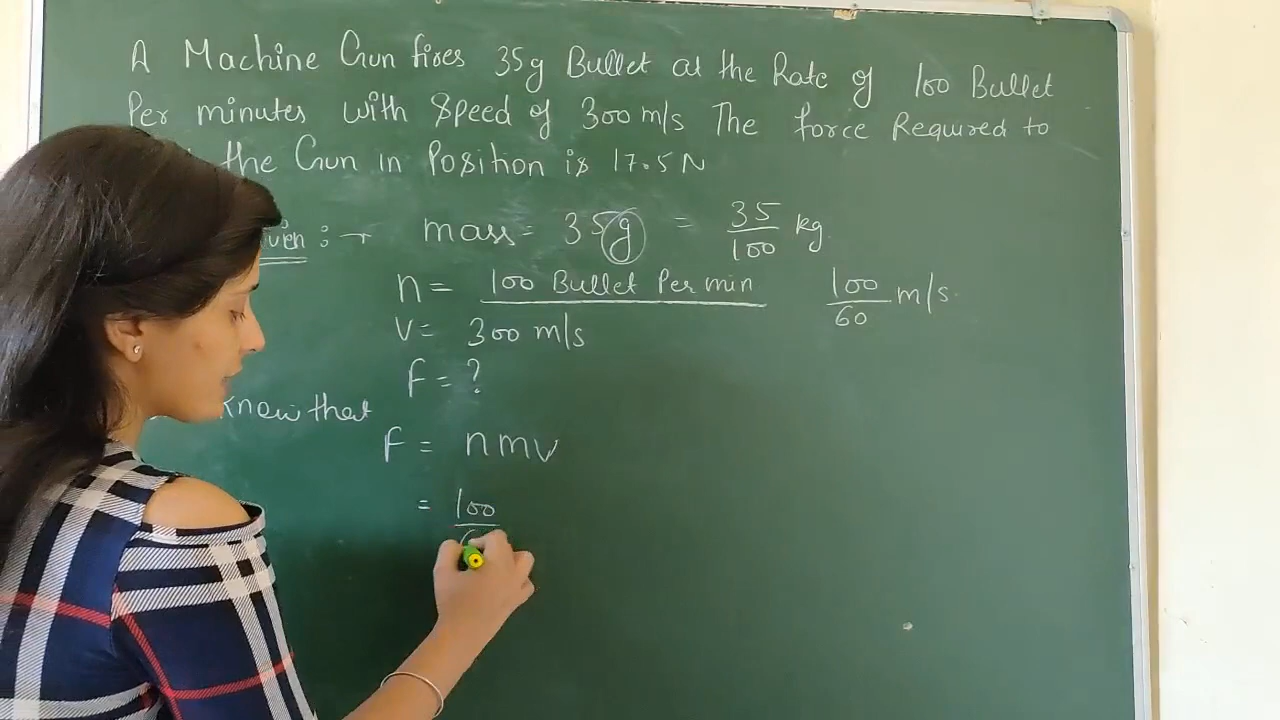 A Machine Gun fires 35g Bullet at the Rate of 100 Bullet
Per minutes with Speed of 300 m/s The force Required to
the Gun in Position is 17.5 N
mass = 35g = 35/100 kg.
n = 100 Bullet Per min 100/60 m/s.
V = 300 m/s
F = ?
know that
F = nmv
= 100